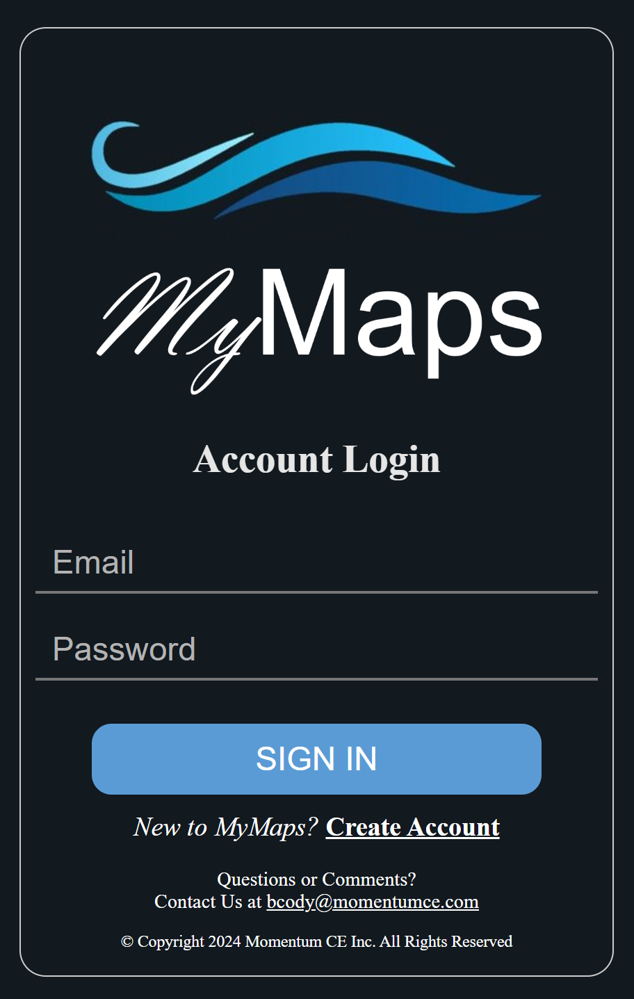 MyMaps
Account Login
Email
Password
SIGN IN
New to MyMaps? Create Account
Questions or Comments?
Contact Us at bcody@momentumce.com
© Copyright 2024 Momentum CE Inc. All Rights Reserved